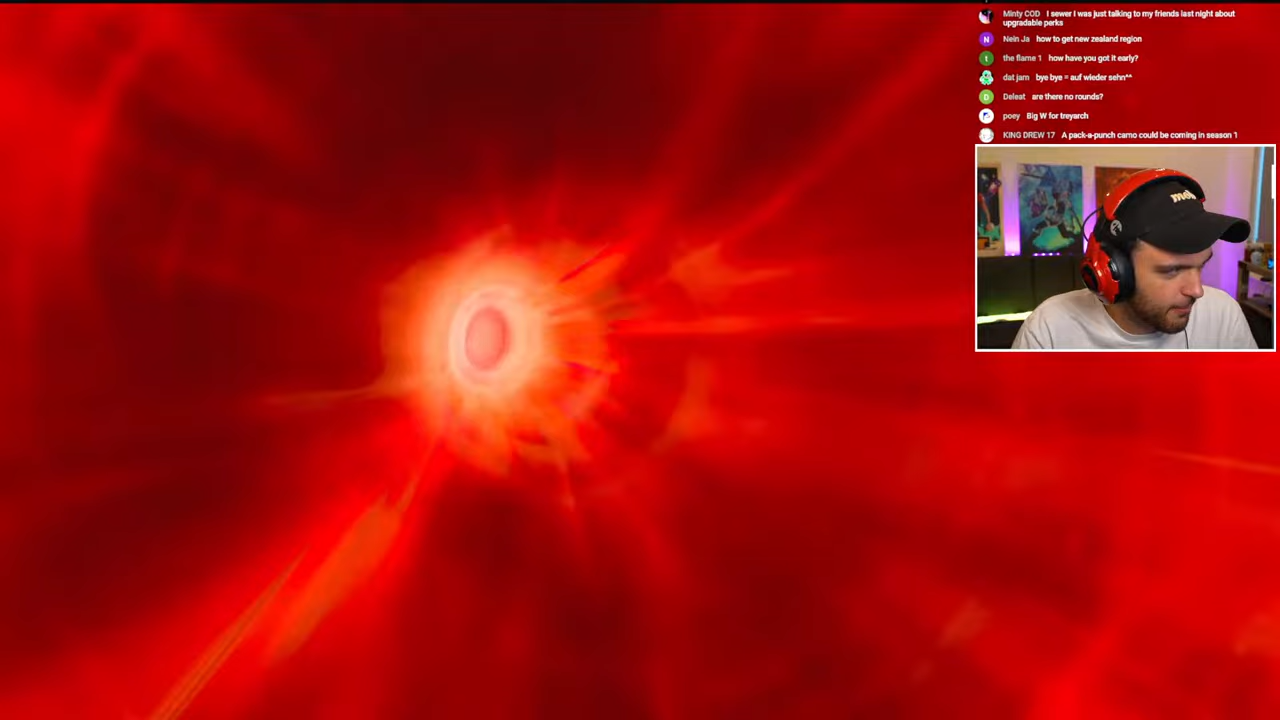 Minty COD I sewer I was just talking to my friends last night about
upgradable perks
Nein Ja how to get new zealand region
the flame 1 how have you got it early?
dat jam bye bye = auf wieder sehn^^
Deleat are there no rounds?
poey Big W for treyarch
KING DREW 17 A pack-a-punch camo could be coming in season 1